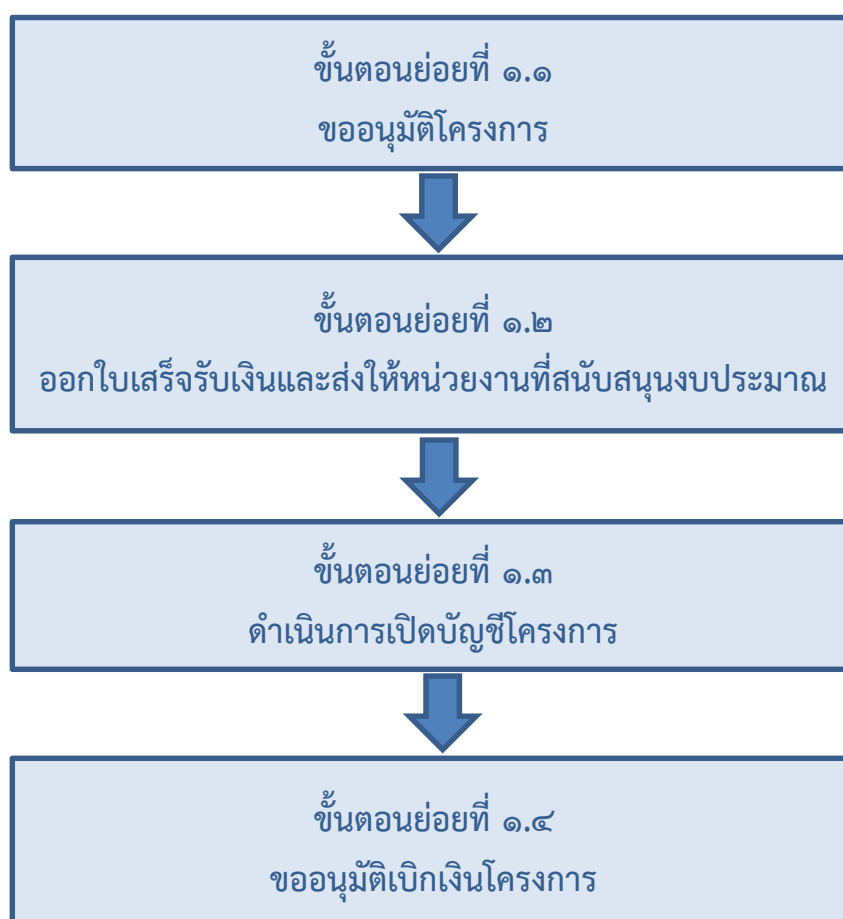 ขั้นตอนย่อยที่ ๑.๑
ขออนุมัติโครงการ
ขั้นตอนย่อยที่ ๑.๒
ออกใบเสร็จรับเงินและส่งให้หน่วยงานที่สนับสนุนงบประมาณ
ขั้นตอนย่อยที่ ๑.๓
ดำเนินการเปิดบัญชีโครงการ
ขั้นตอนย่อยที่ ๑.๔
ขออนุมัติเบิกเงินโครงการ